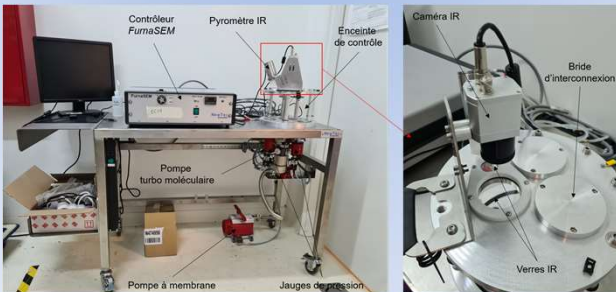 Contrôleur
FurnaSEM
Pyromètre IR
Enceinte
de contrôle
FurnaSEM
Pompe
turbo moléculaire
Pompe à membrane
Jauges de pression
Caméra IR
Bride
d'interconnexion
Verres IR